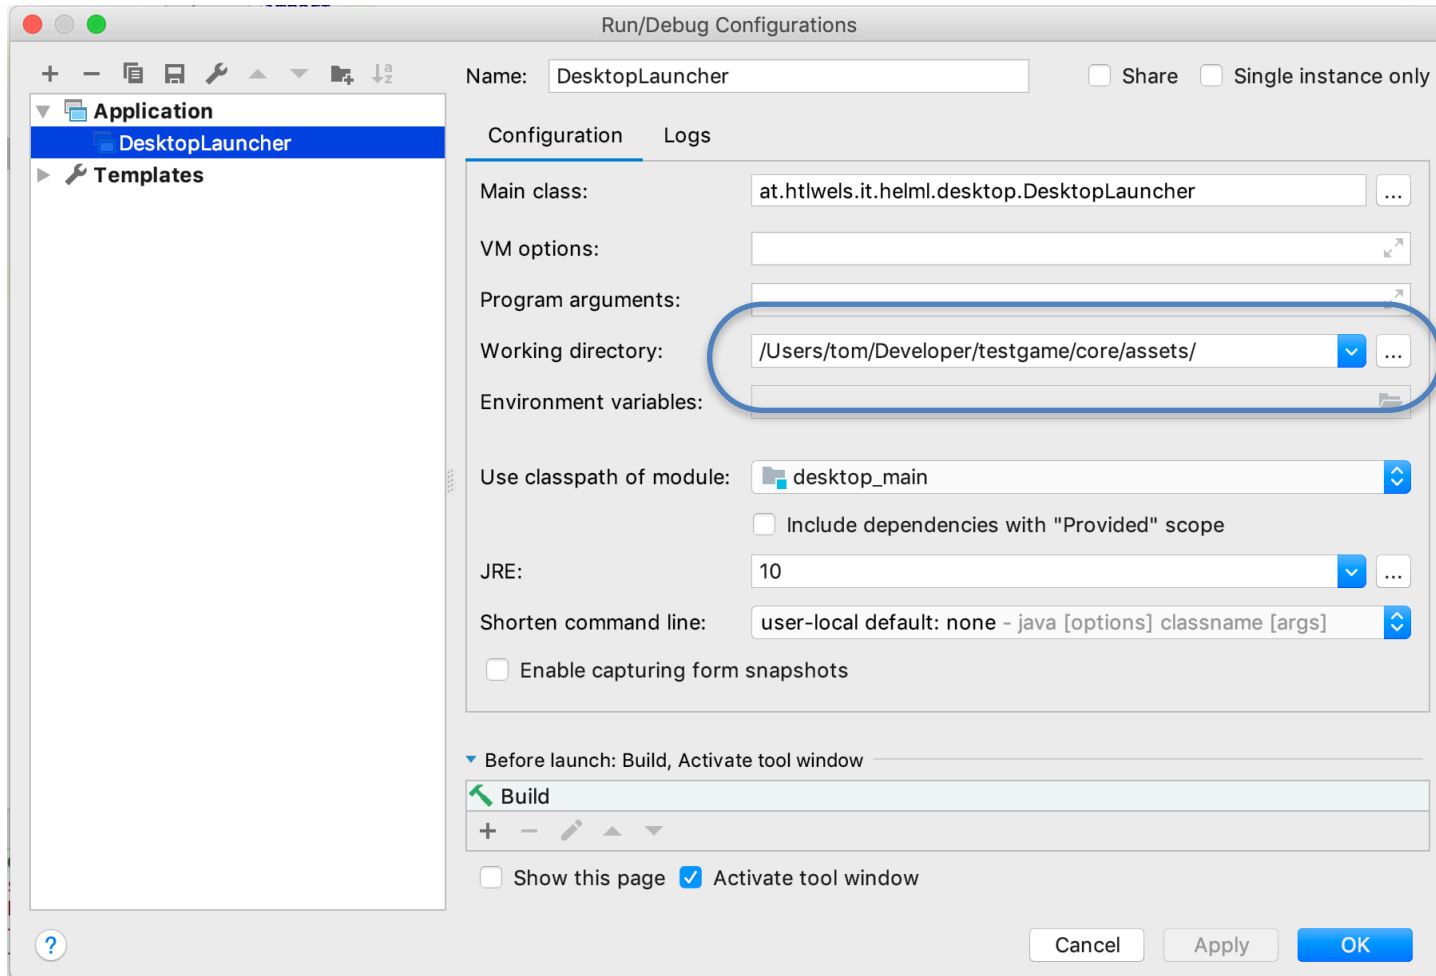 Run/Debug Configurations
Name: DesktopLauncher Share Single instance only
Application
DesktopLauncher
Templates
Configuration Logs
Main class: at.htlwels.it.helml.desktop.DesktopLauncher ...
VM options:
Program arguments:
Working directory: /Users/tom/Developer/testgame/core/assets/ ...
Environment variables:
Use classpath of module: desktop_main
Include dependencies with "Provided" scope
JRE: 10 ...
Shorten command line: user-local default: none - java [options] classname [args]
Enable capturing form snapshots
Before launch: Build, Activate tool window
Build
Show this page Activate tool window
? Cancel Apply OK